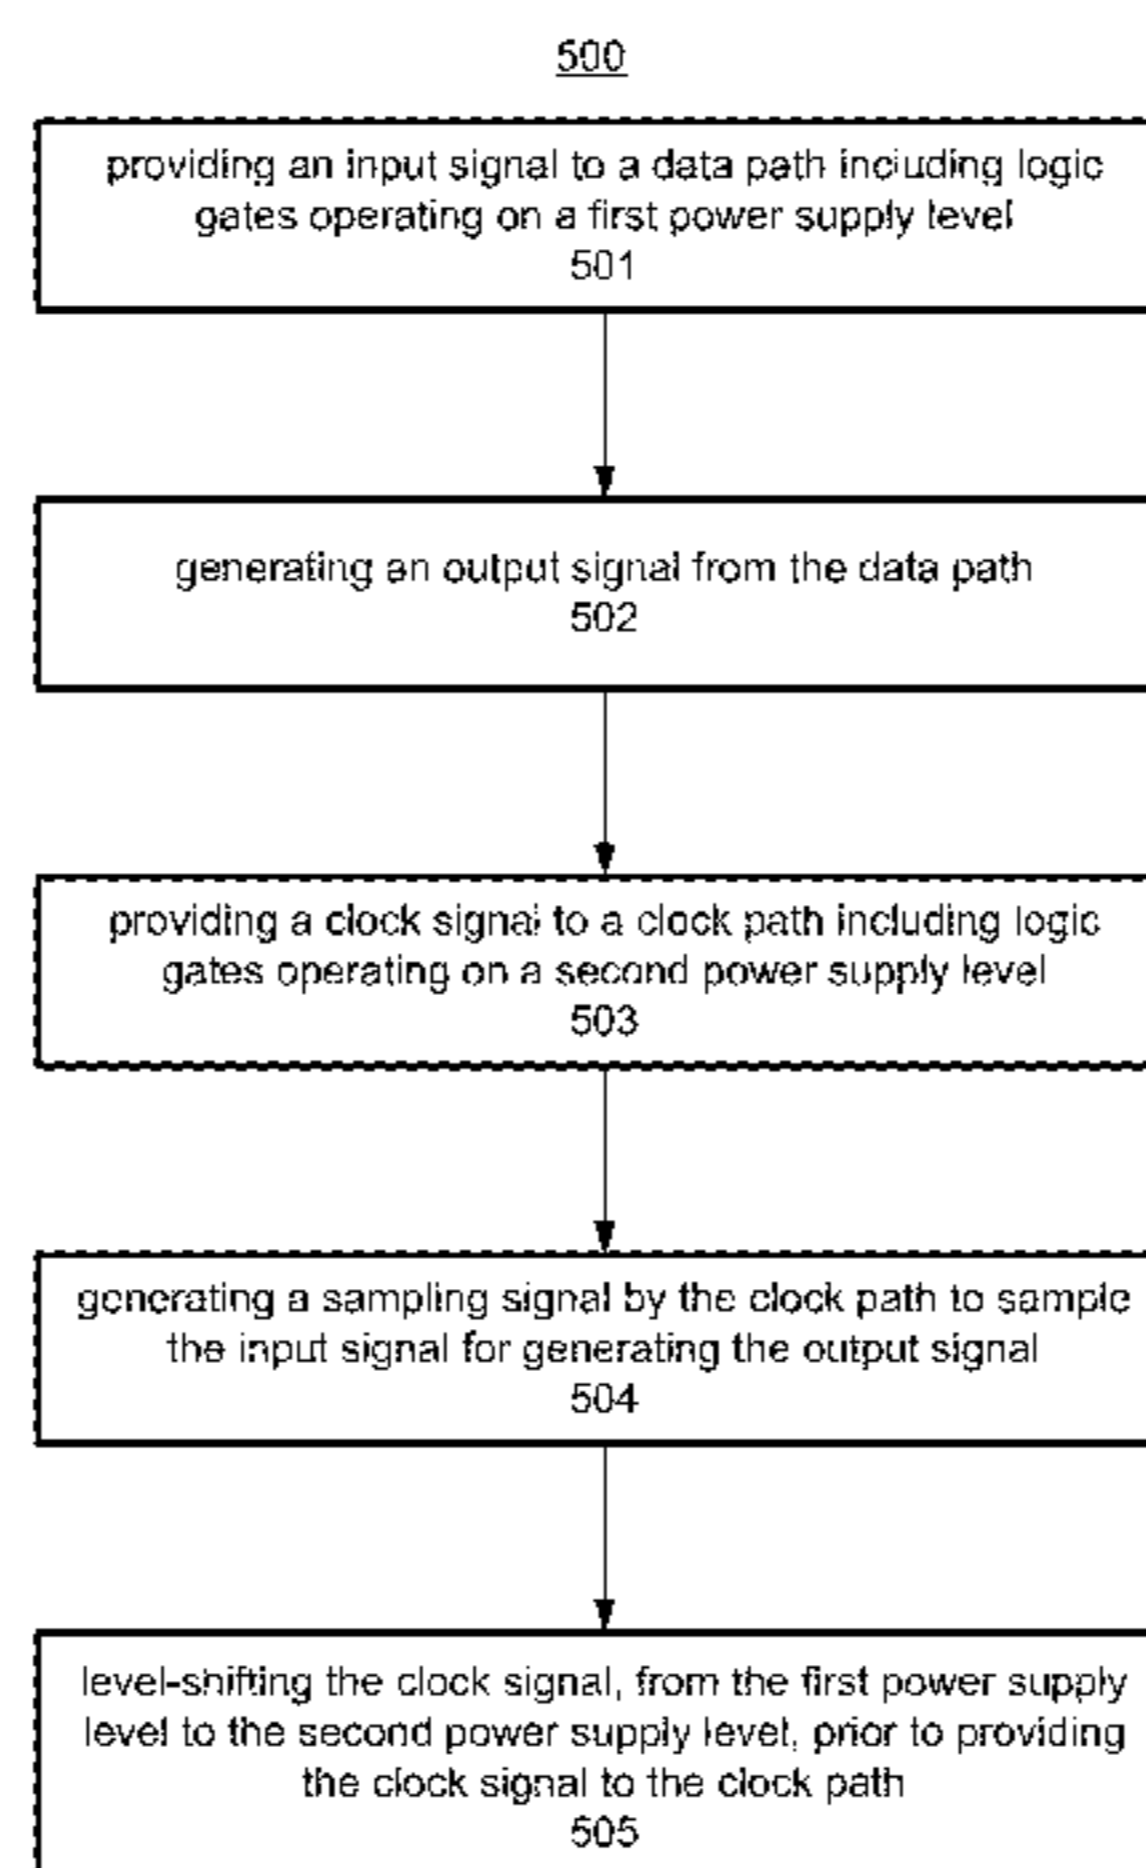 500
providing an input signal to a data path including logic
gates operating on a first power supply level
501
generating an output signal from the data path
502
providing a clock signal to a clock path including logic
gates operating on a second power supply level
503
generating a sampling signal by the clock path to sample
the input signal for generating the output signal
504
level-shifting the clock signal, from the first power supply
level to the second power supply level, prior to providing
the clock signal to the clock path
505